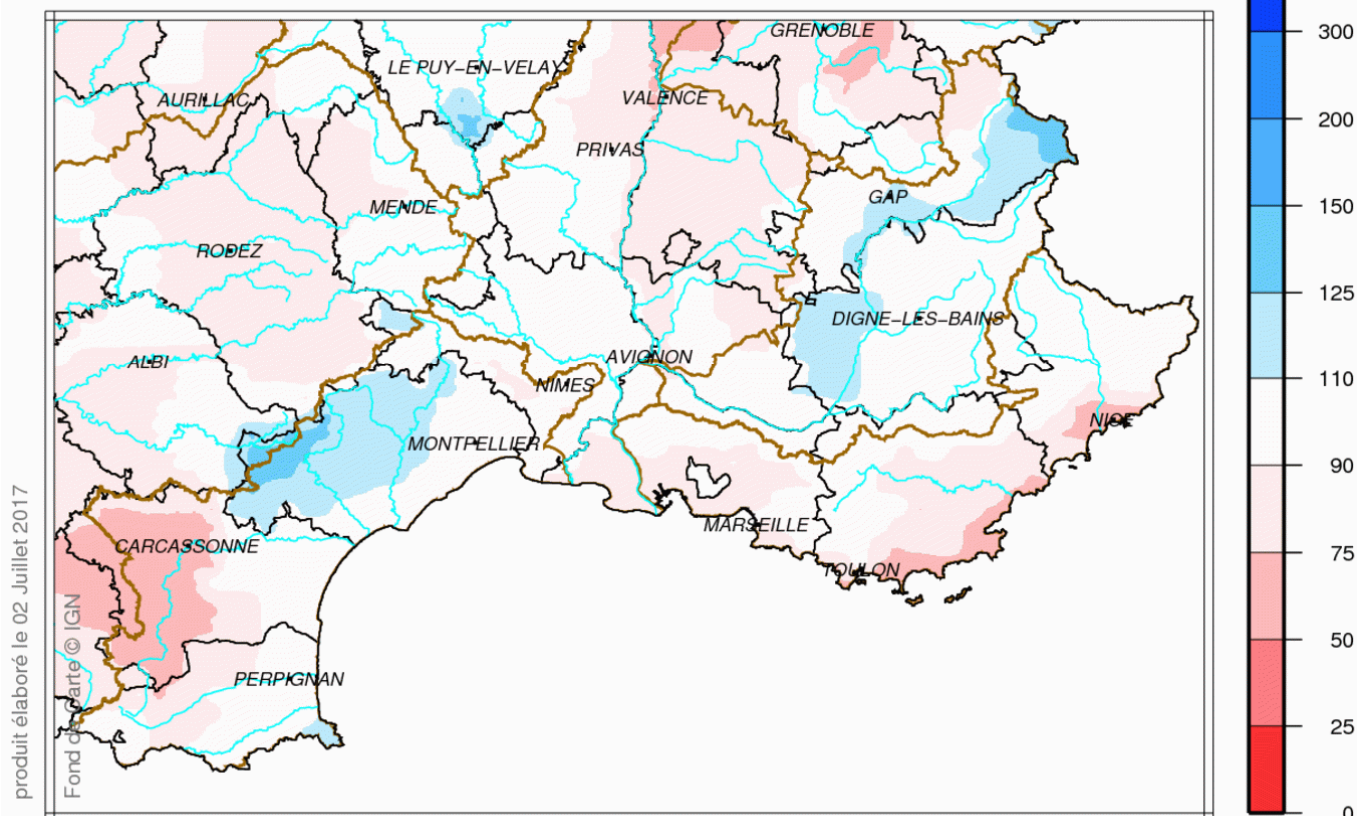 GRENOBLE
LE PUY-EN-VELAY
AURILLAC
VALENCE
PRIVAS
GAP
MENDE
RODEZ
DIGNE-LES-BAINS
AVIGNON
ALBI
NIMES
NICE
MONTPELLIER
MARSEILLE
CARCASSONNE
TOULON
PERPIGNAN
produit élaboré le 02 Juillet 2017
Fond de Carte © IGN
300
200
150
125
110
90
75
50
25
0